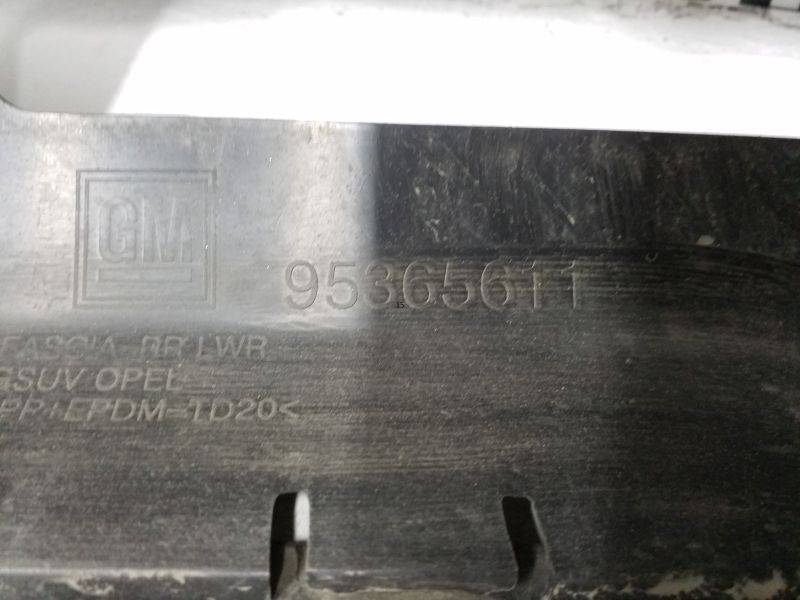 GM
95365611
FASCIA-RR LWR
GSUV OPEL
PP+EPDM-TD20<